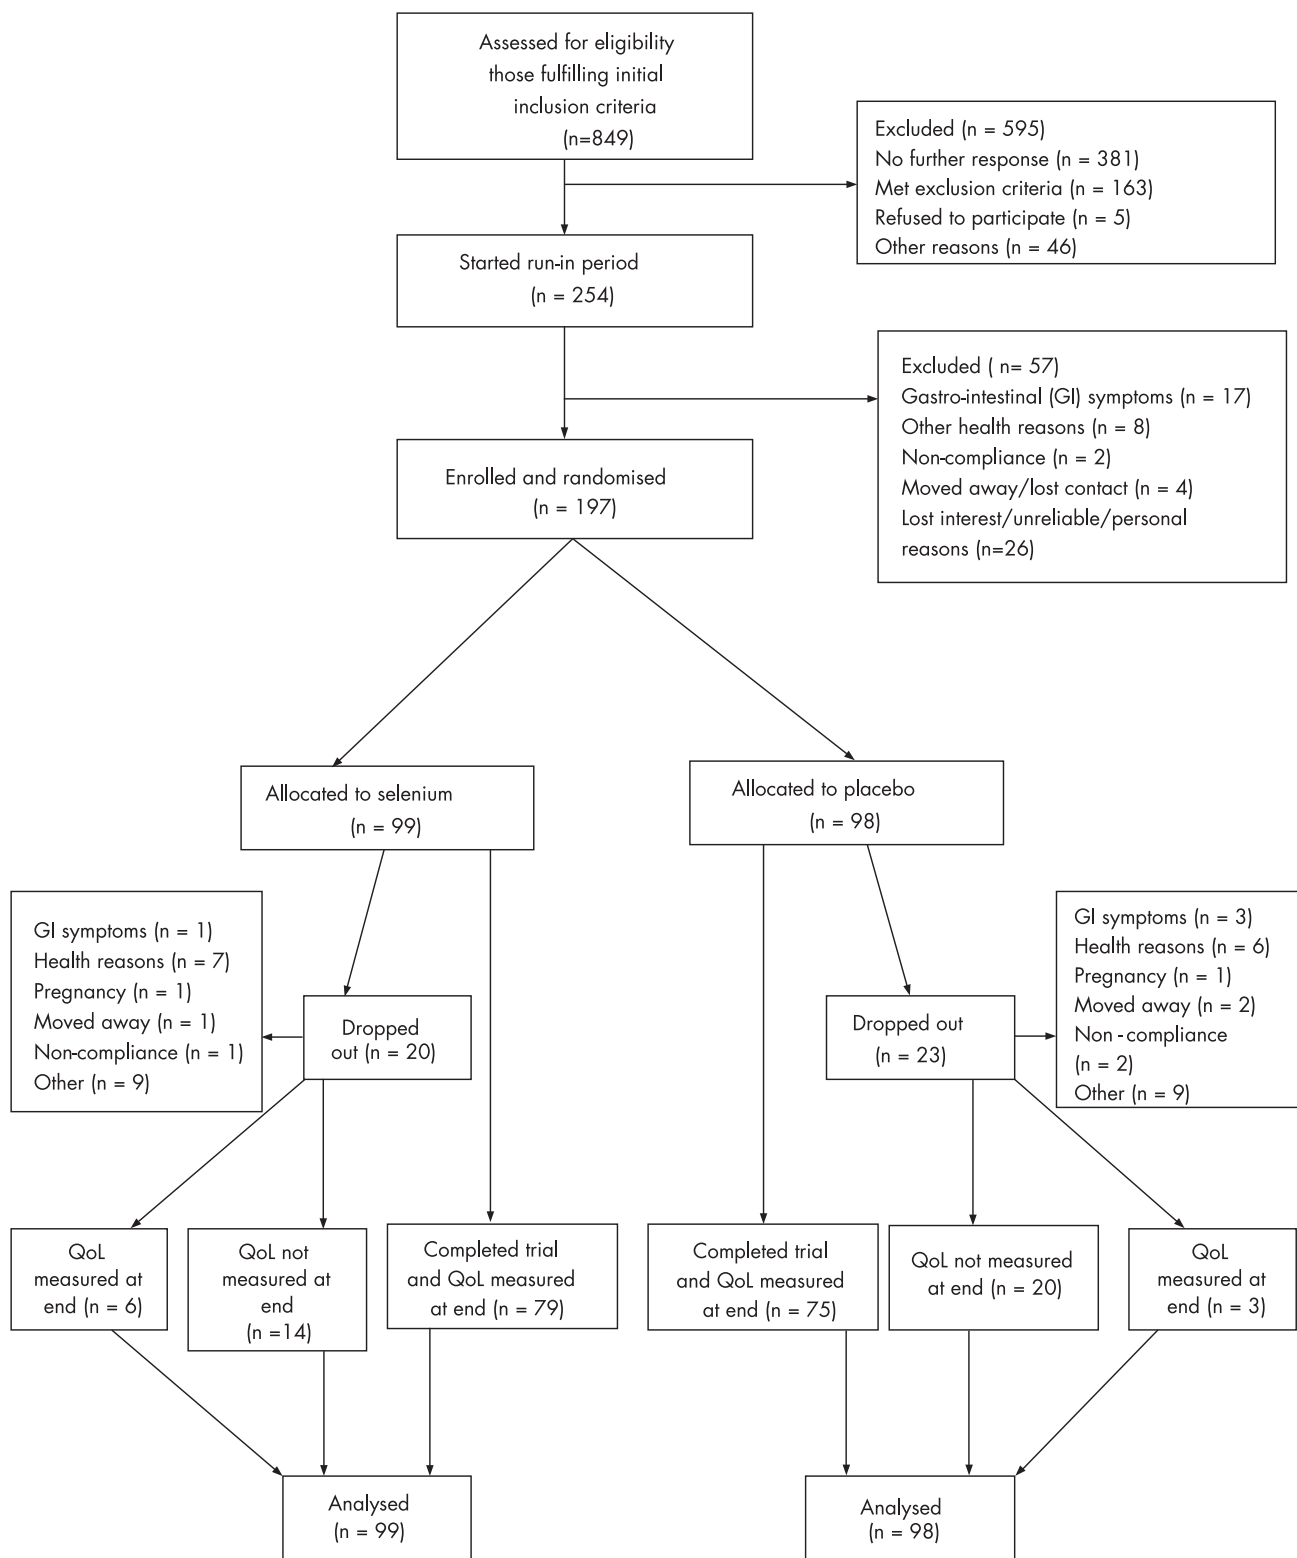 Assessed for eligibility
those fulfilling initial
inclusion criteria
(n=849)
Excluded (n = 595)
No further response (n = 381)
Met exclusion criteria (n = 163)
Refused to participate (n = 5)
Other reasons (n = 46)
Started run-in period
(n = 254)
Excluded ( n= 57)
Gastro-intestinal (GI) symptoms (n = 17)
Other health reasons (n = 8)
Non-compliance (n = 2)
Moved away/lost contact (n = 4)
Lost interest/unreliable/personal
reasons (n=26)
Enrolled and randomised
(n = 197)
Allocated to selenium
(n = 99)
Allocated to placebo
(n = 98)
GI symptoms (n = 1)
Health reasons (n = 7)
Pregnancy (n = 1)
Moved away (n = 1)
Non-compliance (n = 1)
Other (n = 9)
Dropped
out (n = 20)
Dropped out
(n = 23)
GI symptoms (n = 3)
Health reasons (n = 6)
Pregnancy (n = 1)
Moved away (n = 2)
Non - compliance
(n = 2)
Other (n = 9)
QoL
measured at
end (n = 6)
QoL not
measured at
end
(n =14)
Completed trial
and QoL measured
at end (n = 79)
Completed trial
and QoL measured
at end (n = 75)
QoL not measured
at end (n = 20)
QoL
measured at
end (n = 3)
Analysed
(n = 99)
Analysed
(n = 98)